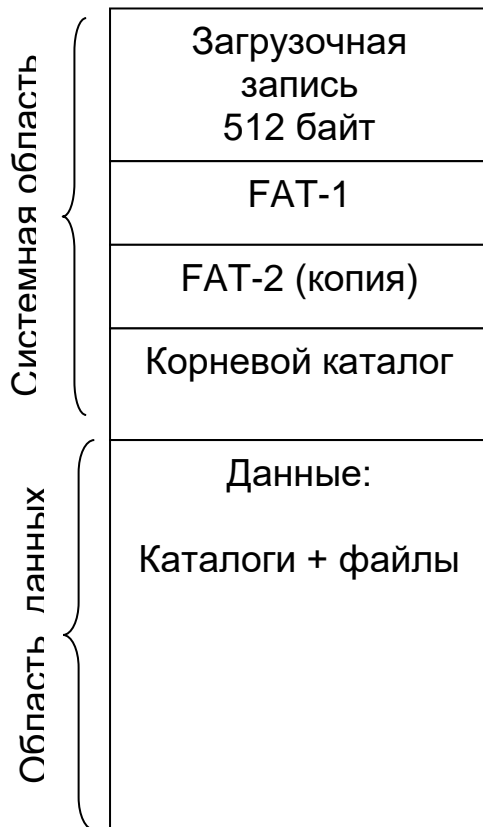 Системная область
Загрузочная
запись
512 байт
FAT-1
FAT-2 (копия)
Корневой каталог
Область данных
Данные:
Каталоги + файлы